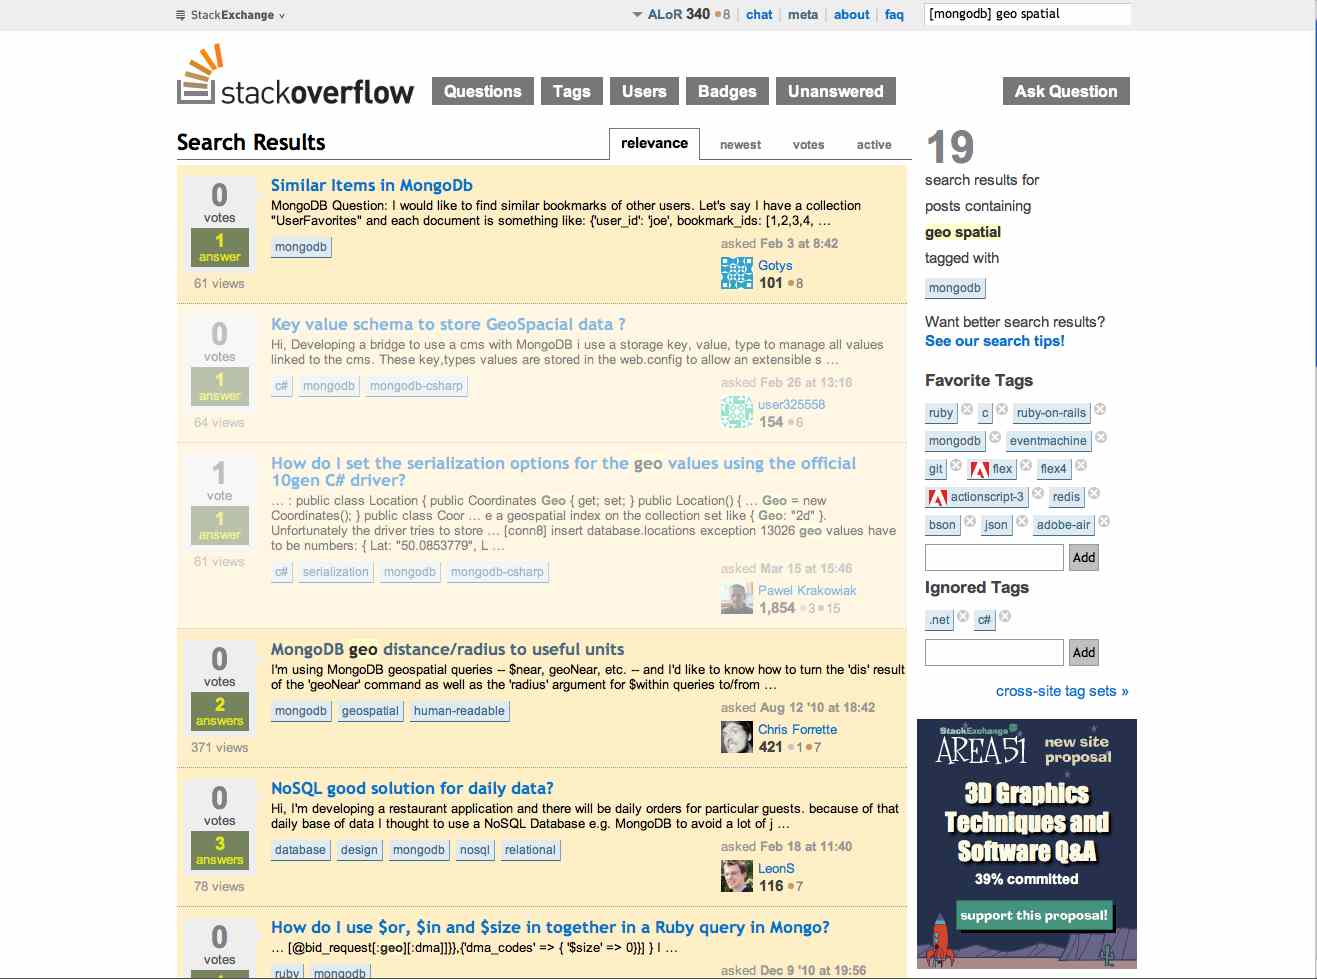 StackExchange
ALoR 340 8 | chat | meta | about | faq
[mongodb] geo spatial
stackoverflow
Questions
Tags
Users
Badges
Unanswered
Ask Question
Search Results
relevance
newest
votes
active
0
votes
1
answer
61 views
Similar Items in MongoDb
MongoDB Question: I would like to find similar bookmarks of other users. Let's say I have a collection
"UserFavorites" and each document is something like: {'user_id': 'joe', bookmark_ids: [1,2,3,4, ...
mongodb
asked Feb 3 at 8:42
Gotys
101 8
0
votes
1
answer
64 views
Key value schema to store GeoSpacial data ?
Hi, Developing a bridge to use a cms with MongoDB i use a storage key, value, type to manage all values
linked to the cms. These key,types values are stored in the web.config to allow an extensible s ...
c# mongodb mongodb-csharp
asked Feb 26 at 13:16
user325558
154 6
1
vote
1
answer
61 views
How do I set the serialization options for the geo values using the official
10gen C# driver?
... : public class Location { public Coordinates Geo { get; set; } public Location() { ... Geo = new
Coordinates(); } public class Coor ... e a geospatial index on the collection set like { Geo: "2d" }.
Unfortunately the driver tries to store ... [conn8] insert database.locations exception 13026 geo values have
to be numbers: { Lat: "50.0853779", L ...
c# serialization mongodb mongodb-csharp
asked Mar 15 at 15:46
Pawel Krakowiak
1,854 3 15
0
votes
2
answers
371 views
MongoDB geo distance/radius to useful units
I'm using MongoDB geospatial queries -- $near, geoNear, etc. -- and I'd like to know how to turn the 'dis' result
of the 'geoNear' command as well as the 'radius' argument for $within queries to/from ...
mongodb geospatial human-readable
asked Aug 12 '10 at 18:42
Chris Forrette
421 1 7
0
votes
3
answers
78 views
NoSQL good solution for daily data?
Hi, I'm developing a restaurant application and there will be daily orders for particular guests. because of that
daily base of data I thought to use a NoSQL Database e.g. MongoDB to avoid a lot of j ...
database design mongodb nosql relational
asked Feb 18 at 11:40
LeonS
116 7
0
votes
How do I use $or, $in and $size in together in a Ruby query in Mongo?
... [@bid_request[:geo][:dma]]}},{'dma_codes' => { '$size' => 0}}] } I ...
ruby mongodb
asked Dec 9 '10 at 19:56
19
search results for
posts containing
geo spatial
tagged with
mongodb
Want better search results?
See our search tips!
Favorite Tags
ruby c ruby-on-rails
mongodb eventmachine
git flex flex4
actionscript-3 redis
bson json adobe-air
Add
Ignored Tags
.net c#
Add
cross-site tag sets »
StackExchange
AREA 51
new site
proposal
3D Graphics
Techniques and
Software Q&A
39% committed
support this proposal!